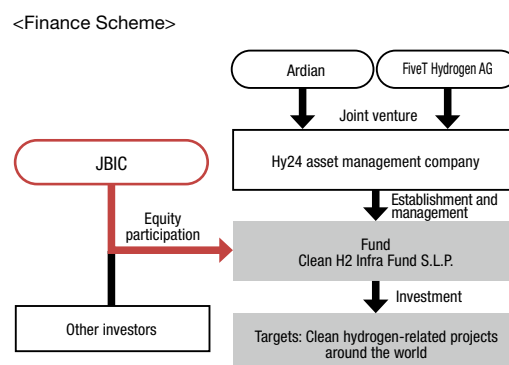 <Finance Scheme>
Ardian
FiveT Hydrogen AG
Joint venture
Hy24 asset management company
JBIC
Establishment and
management
Equity
participation
Fund
Clean H2 Infra Fund S.L.P.
Investment
Other investors
Targets: Clean hydrogen-related projects
around the world